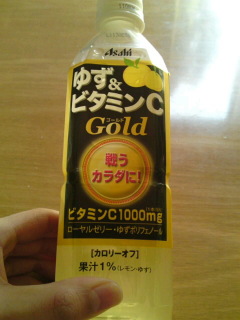 Asahi
ゆず&
ビタミンC
ゴールド
Gold
戦う
カラダに!
ビタミンC1000mg
ローヤルゼリー・ゆずポリフェノール
[カロリーオフ]
果汁1%(レモン・ゆず)